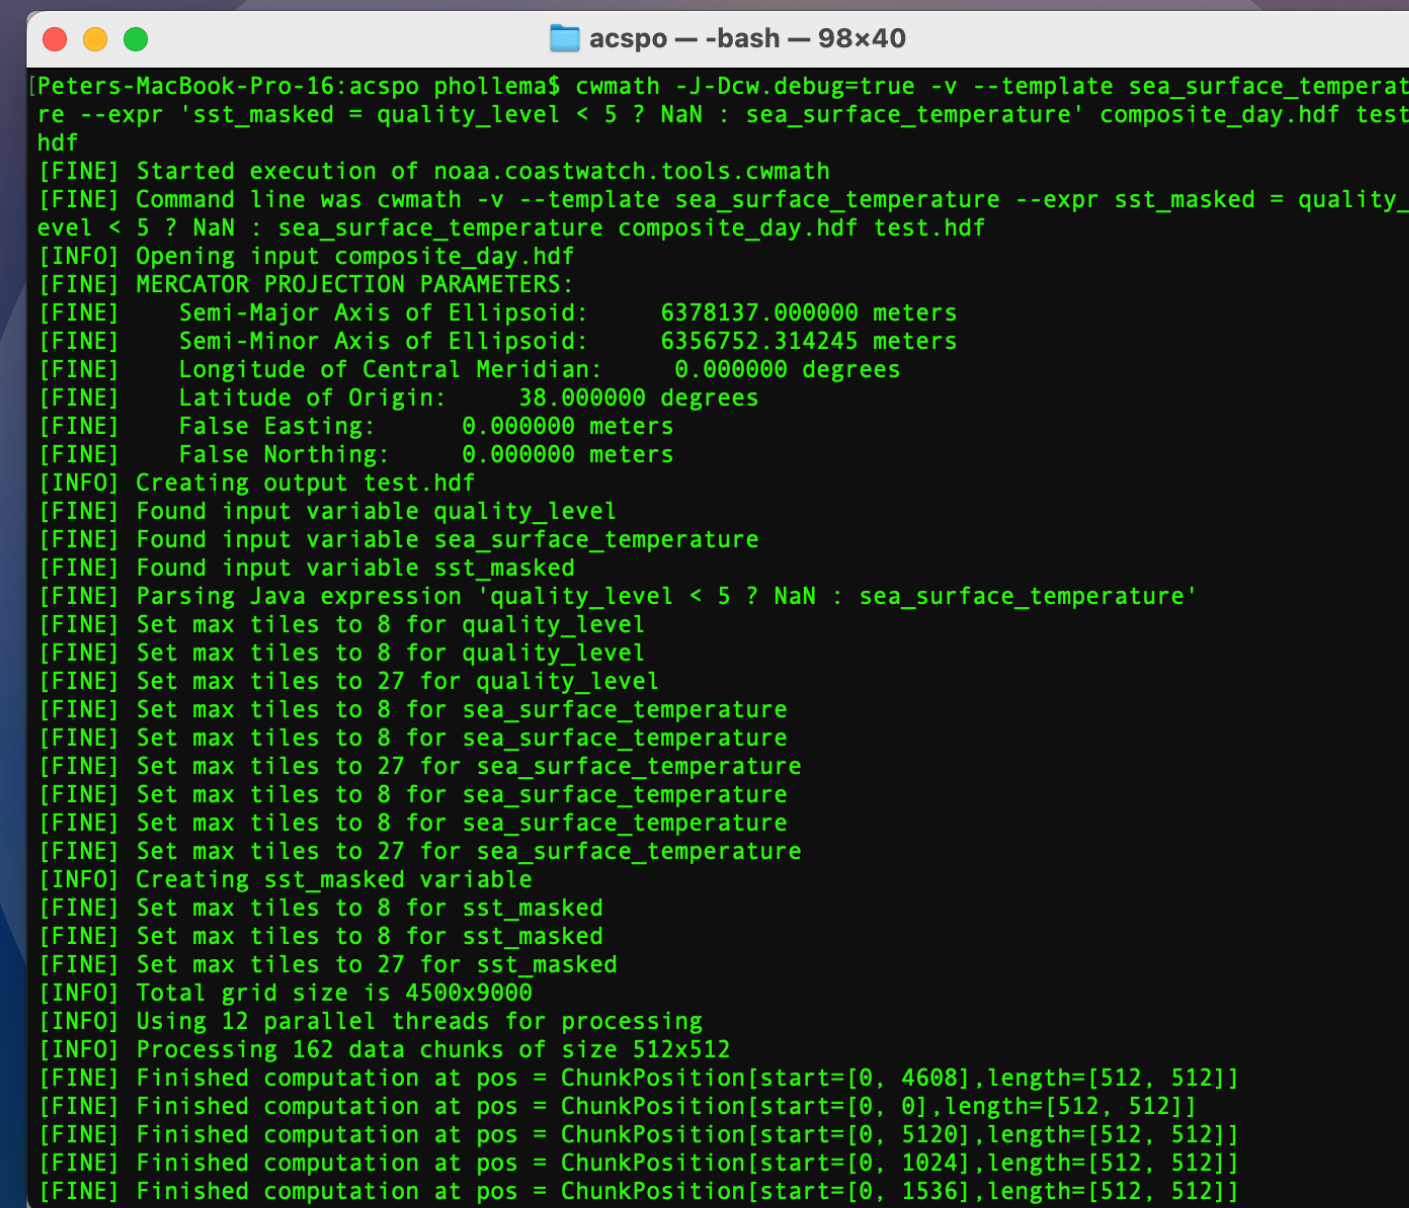 acspo — -bash — 98×40
[Peters-MacBook-Pro-16:acspo phollema$ cwmath -J-Dcw.debug=true -v --template sea_surface_temperat
re --expr 'sst_masked = quality_level < 5 ? NaN : sea_surface_temperature' composite_day.hdf test
hdf
[FINE] Started execution of noaa.coastwatch.tools.cwmath
[FINE] Command line was cwmath -v --template sea_surface_temperature --expr sst_masked = quality_
evel < 5 ? NaN : sea_surface_temperature composite_day.hdf test.hdf
[INFO] Opening input composite_day.hdf
[FINE] MERCATOR PROJECTION PARAMETERS:
[FINE]    Semi-Major Axis of Ellipsoid:     6378137.000000 meters
[FINE]    Semi-Minor Axis of Ellipsoid:     6356752.314245 meters
[FINE]    Longitude of Central Meridian:     0.000000 degrees
[FINE]    Latitude of Origin:     38.000000 degrees
[FINE]    False Easting:      0.000000 meters
[FINE]    False Northing:     0.000000 meters
[INFO] Creating output test.hdf
[FINE] Found input variable quality_level
[FINE] Found input variable sea_surface_temperature
[FINE] Found input variable sst_masked
[FINE] Parsing Java expression 'quality_level < 5 ? NaN : sea_surface_temperature'
[FINE] Set max tiles to 8 for quality_level
[FINE] Set max tiles to 8 for quality_level
[FINE] Set max tiles to 27 for quality_level
[FINE] Set max tiles to 8 for sea_surface_temperature
[FINE] Set max tiles to 8 for sea_surface_temperature
[FINE] Set max tiles to 27 for sea_surface_temperature
[FINE] Set max tiles to 8 for sea_surface_temperature
[FINE] Set max tiles to 8 for sea_surface_temperature
[FINE] Set max tiles to 27 for sea_surface_temperature
[INFO] Creating sst_masked variable
[FINE] Set max tiles to 8 for sst_masked
[FINE] Set max tiles to 8 for sst_masked
[FINE] Set max tiles to 27 for sst_masked
[INFO] Total grid size is 4500x9000
[INFO] Using 12 parallel threads for processing
[INFO] Processing 162 data chunks of size 512x512
[FINE] Finished computation at pos = ChunkPosition[start=[0, 4608],length=[512, 512]]
[FINE] Finished computation at pos = ChunkPosition[start=[0, 0],length=[512, 512]]
[FINE] Finished computation at pos = ChunkPosition[start=[0, 5120],length=[512, 512]]
[FINE] Finished computation at pos = ChunkPosition[start=[0, 1024],length=[512, 512]]
[FINE] Finished computation at pos = ChunkPosition[start=[0, 1536],length=[512, 512]]